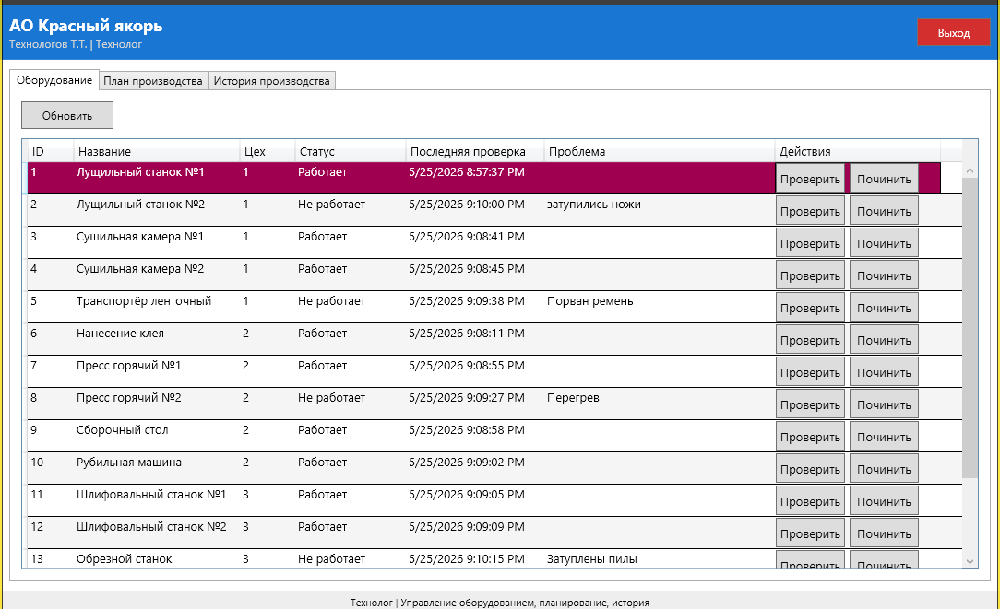 АО Красный якорь
Технологов Т.Т. | Технолог
Выход
Оборудование План производства История производства
Обновить
ID Название Цех Статус Последняя проверка Проблема Действия
1 Лущильный станок №1 1 Работает 5/25/2026 8:57:37 PM Проверить Починить
2 Лущильный станок №2 1 Не работает 5/25/2026 9:10:00 PM затупились ножи Проверить Починить
3 Сушильная камера №1 1 Работает 5/25/2026 9:08:41 PM Проверить Починить
4 Сушильная камера №2 1 Работает 5/25/2026 9:08:45 PM Проверить Починить
5 Транспортёр ленточный 1 Не работает 5/25/2026 9:09:38 PM Порван ремень Проверить Починить
6 Нанесение клея 2 Работает 5/25/2026 9:08:11 PM Проверить Починить
7 Пресс горячий №1 2 Работает 5/25/2026 9:08:55 PM Проверить Починить
8 Пресс горячий №2 2 Не работает 5/25/2026 9:09:27 PM Перегрев Проверить Починить
9 Сборочный стол 2 Работает 5/25/2026 9:08:58 PM Проверить Починить
10 Рубильная машина 2 Работает 5/25/2026 9:09:02 PM Проверить Починить
11 Шлифовальный станок №1 3 Работает 5/25/2026 9:09:05 PM Проверить Починить
12 Шлифовальный станок №2 3 Работает 5/25/2026 9:09:09 PM Проверить Починить
13 Обрезной станок 3 Не работает 5/25/2026 9:10:15 PM Затуплены пилы Проверить Починить
Технолог | Управление оборудованием, планирование, история